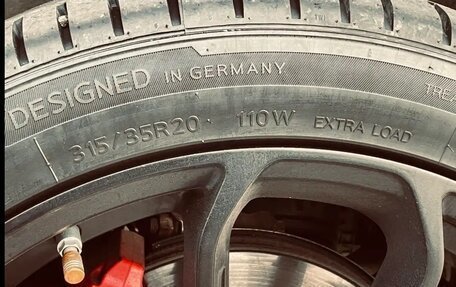 DESIGNED IN GERMANY
315/35R20 110W EXTRA LOAD